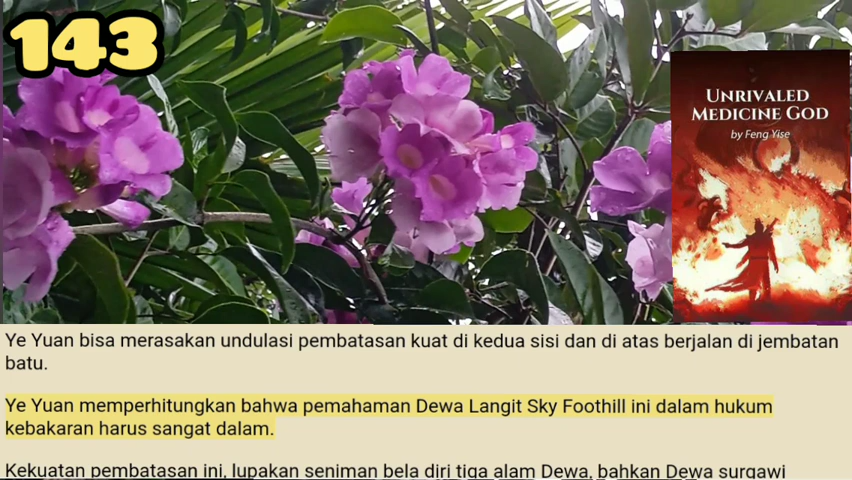 143
UNRIVALED
MEDICINE GOD
by Feng Yise
Ye Yuan bisa merasakan undulasi pembatasan kuat di kedua sisi dan di atas berjalan di jembatan
batu.
Ye Yuan memperhitungkan bahwa pemahaman Dewa Langit Sky Foothill ini dalam hukum
kebakaran harus sangat dalam.
Kekuatan pembatasan ini, lupakan seniman bela diri tiga alam Dewa, bahkan Dewa surgawi